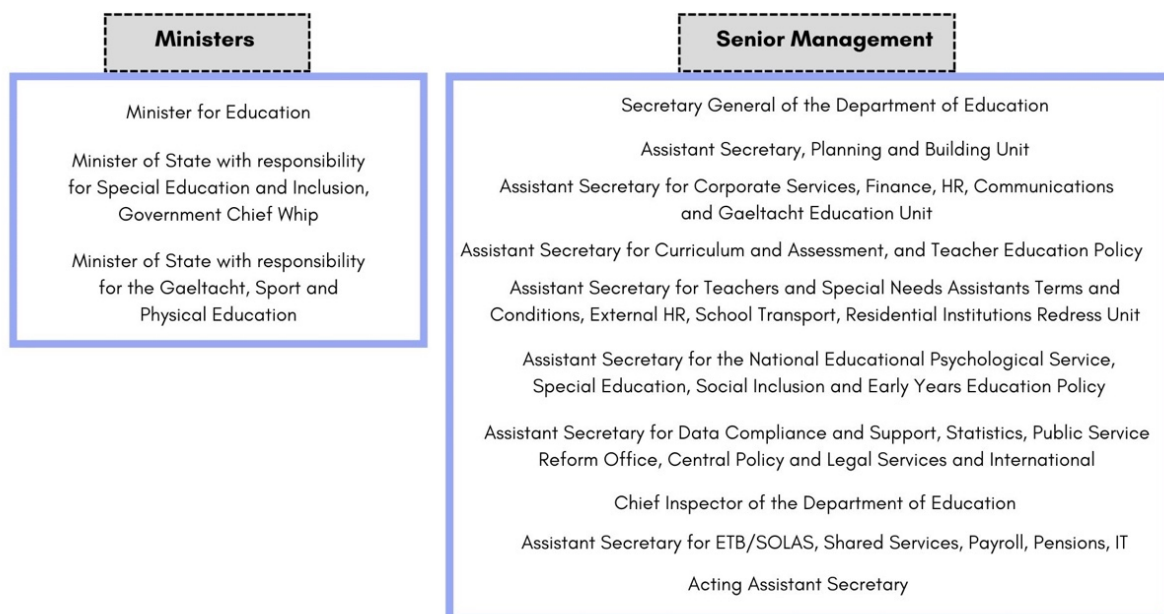 Ministers
Minister for Education
Minister of State with responsibility
for Special Education and Inclusion,
Government Chief Whip
Minister of State with responsibility
for the Gaeltacht, Sport and
Physical Education
Senior Management
Secretary General of the Department of Education
Assistant Secretary, Planning and Building Unit
Assistant Secretary for Corporate Services, Finance, HR, Communications
and Gaeltacht Education Unit
Assistant Secretary for Curriculum and Assessment, and Teacher Education Policy
Assistant Secretary for Teachers and Special Needs Assistants Terms and
Conditions, External HR, School Transport, Residential Institutions Redress Unit
Assistant Secretary for the National Educational Psychological Service,
Special Education, Social Inclusion and Early Years Education Policy
Assistant Secretary for Data Compliance and Support, Statistics, Public Service
Reform Office, Central Policy and Legal Services and International
Chief Inspector of the Department of Education
Assistant Secretary for ETB/SOLAS, Shared Services, Payroll, Pensions, IT
Acting Assistant Secretary